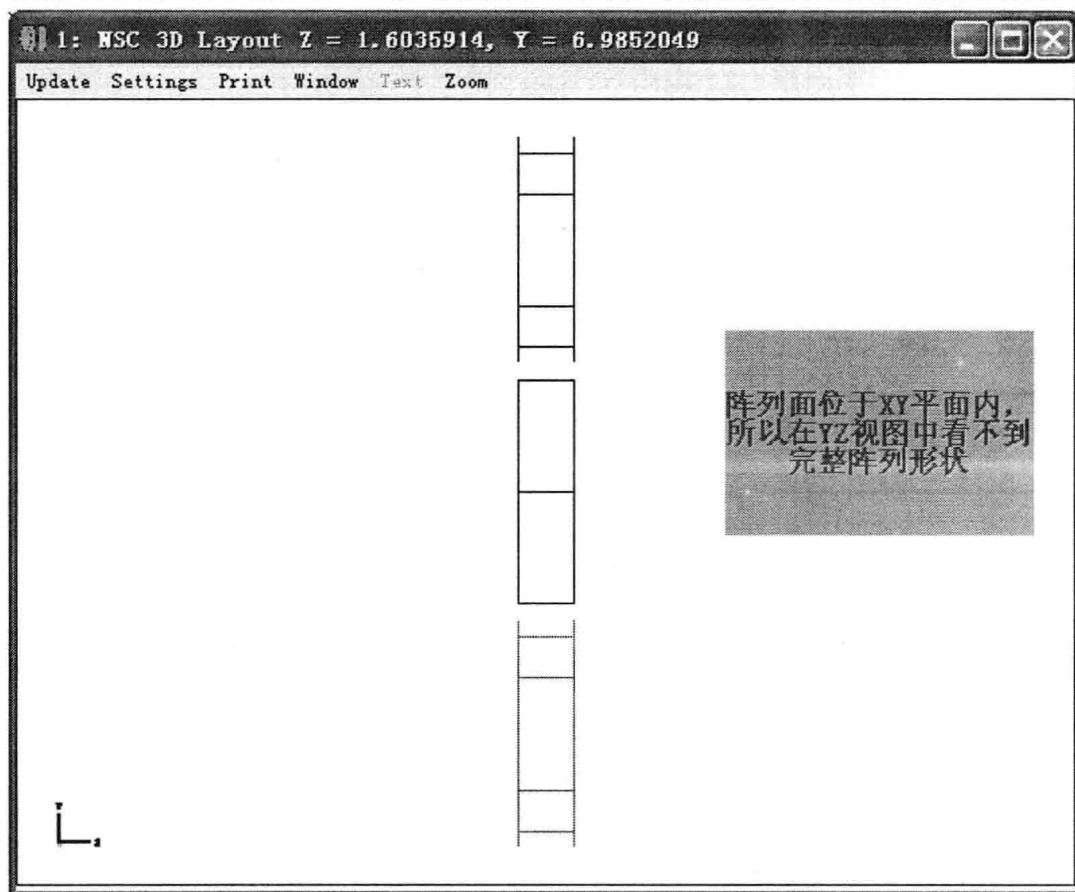 1: NSC 3D Layout Z = 1.6035914, Y = 6.9852049
Update Settings Print Window Text Zoom
阵列面位于XY平面内,
所以在YZ视图中看不到
完整阵列形状
Y
Z